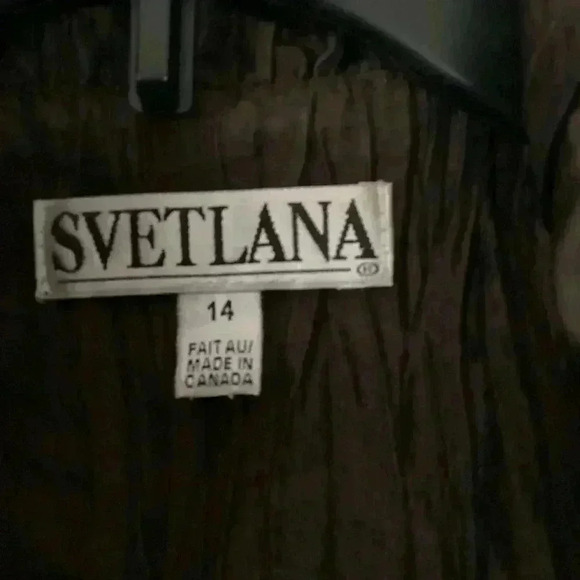 SVETLANA
14
FAIT AU/
MADE IN
CANADA